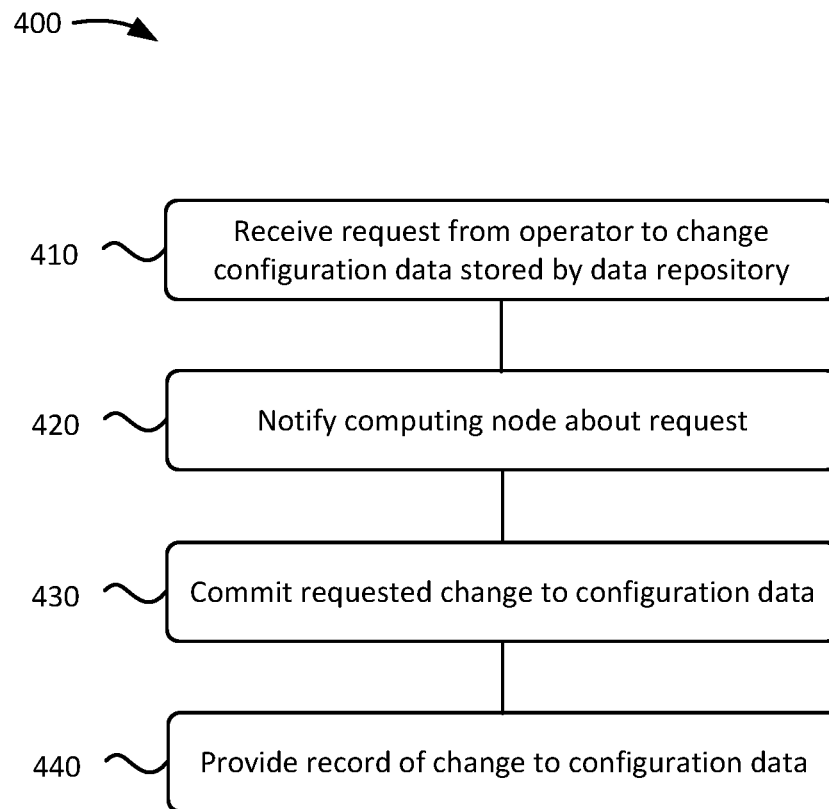 400
410
Receive request from operator to change
configuration data stored by data repository
420
Notify computing node about request
430
Commit requested change to configuration data
440
Provide record of change to configuration data